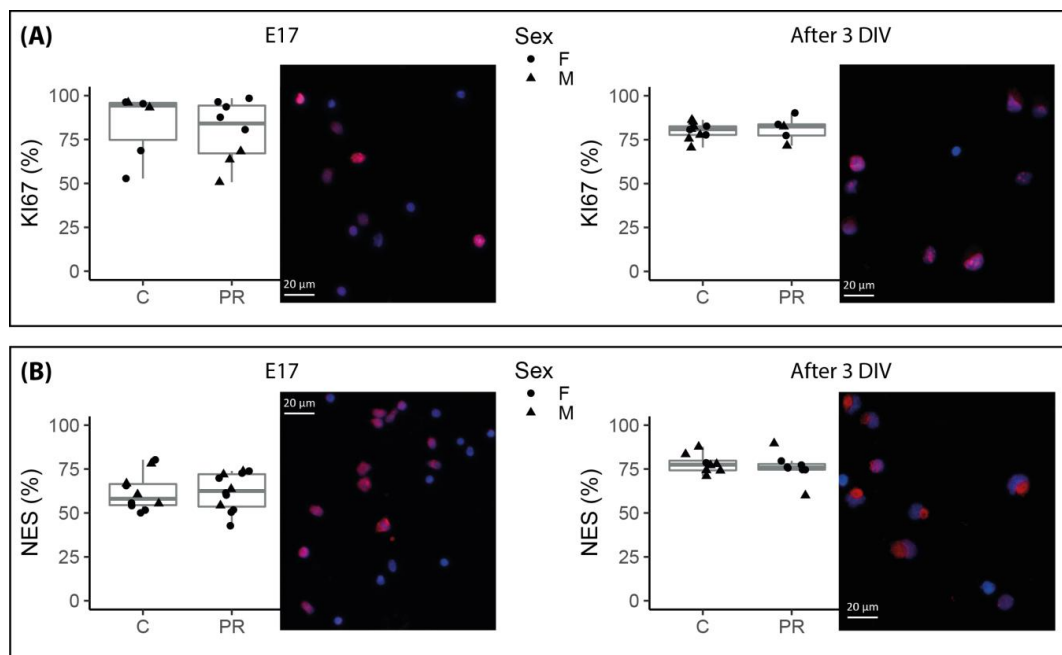 (A)
E17
Sex
F
M
After 3 DIV
KI67 (%)
100
75
50
25
0
C
PR
20 µm
KI67 (%)
100
75
50
25
0
C
PR
20 µm
(B)
E17
Sex
F
M
After 3 DIV
NES (%)
100
75
50
25
0
C
PR
20 µm
NES (%)
100
75
50
25
0
C
PR
20 µm